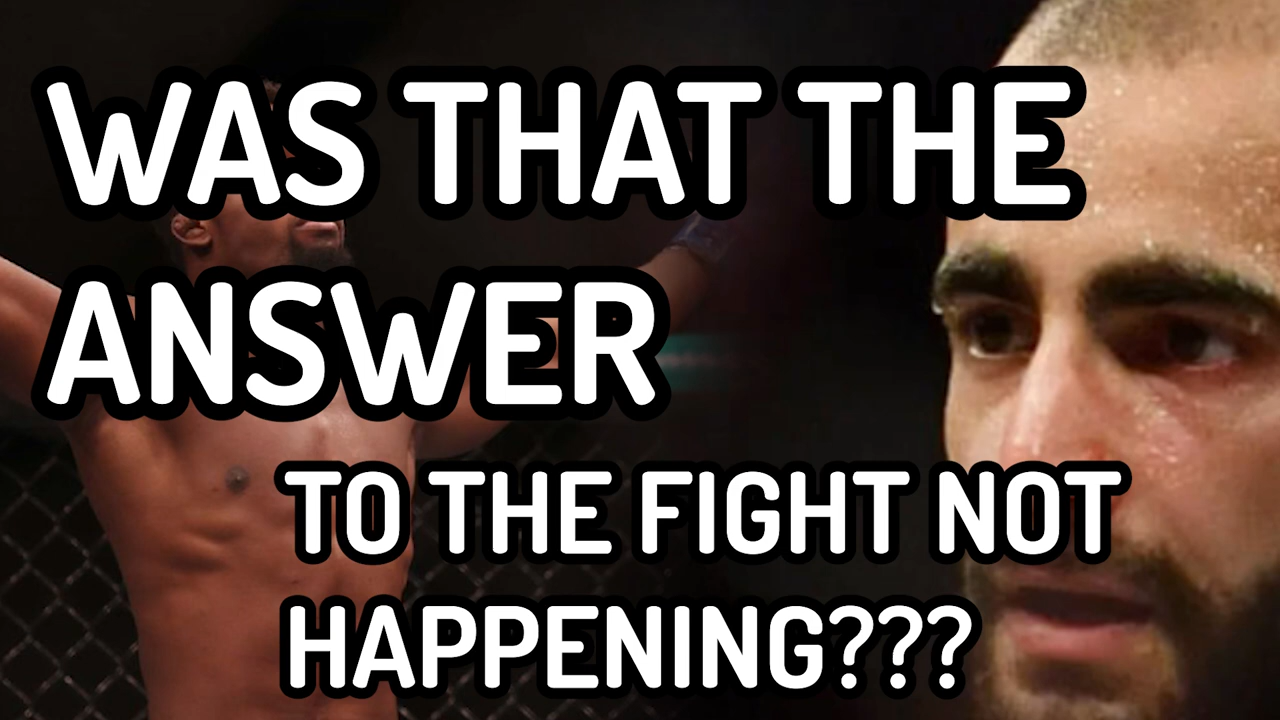 WAS THAT THE
ANSWER
TO THE FIGHT NOT
HAPPENING???